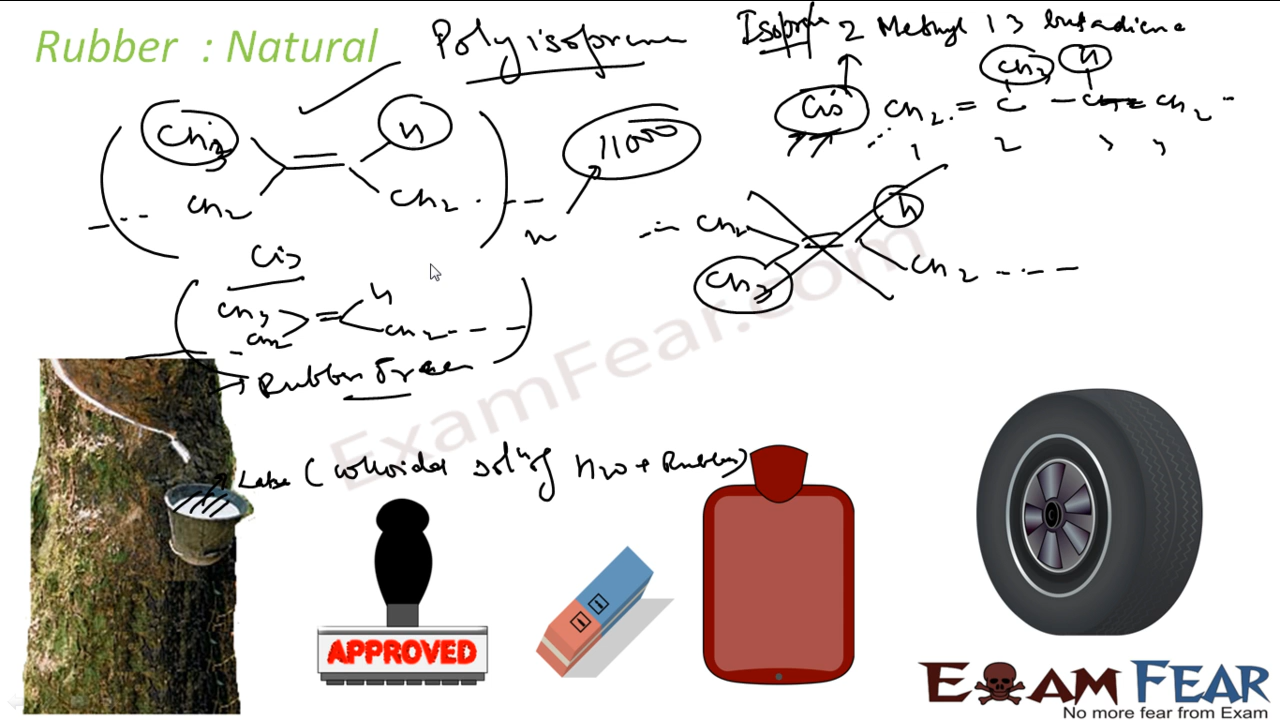 Rubber : Natural
Polyisoprene
Isoprene 2 Methyl 1 3 butadiene
CH3 H
Cis CH2 = C – CH = CH2
1 2 3 4
CH3 H
CH2 CH2
n 11000
CH2 H
CH3 CH2
Cis
CH3 H
CH2 CH2
Rubber Tree
Latex (colloidal soln of H2O + Rubber)
ExamFear.com
APPROVED
EXAM FEAR
No more fear from Exam